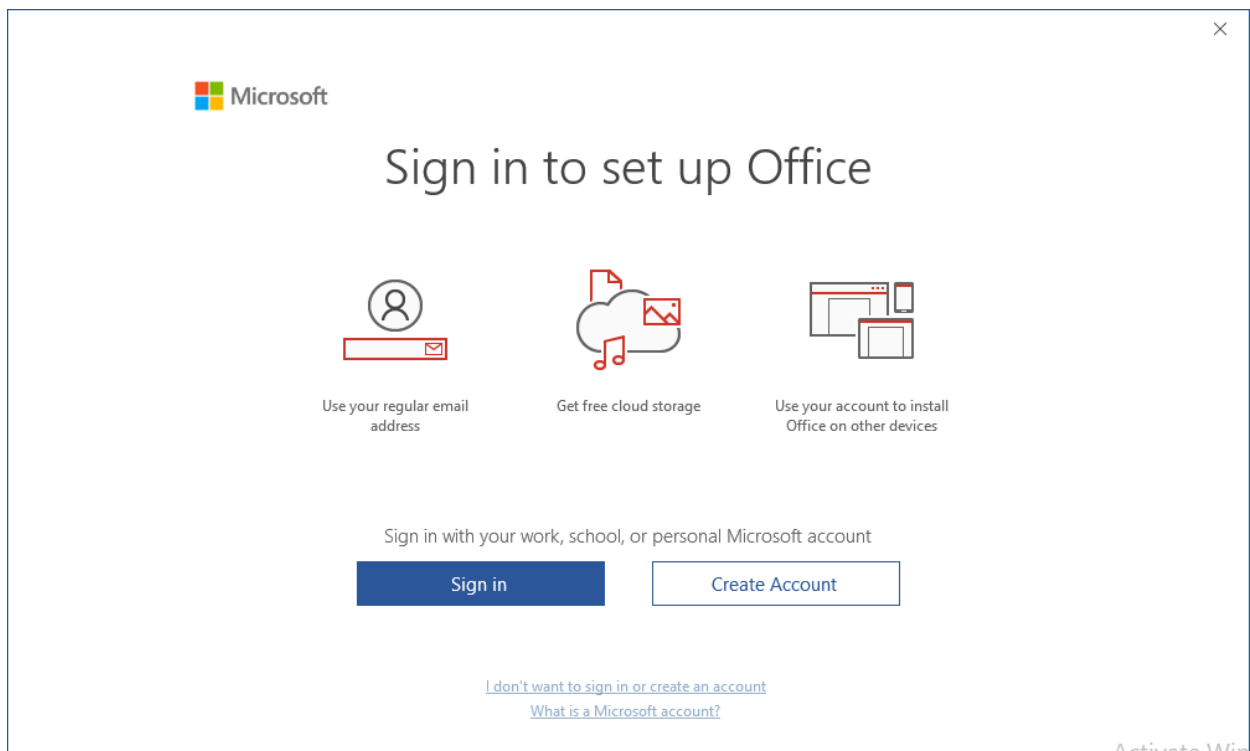 Microsoft
Sign in to set up Office
Use your regular email
address
Get free cloud storage
Use your account to install
Office on other devices
Sign in with your work, school, or personal Microsoft account
Sign in
Create Account
I don't want to sign in or create an account
What is a Microsoft account?
Activate Win